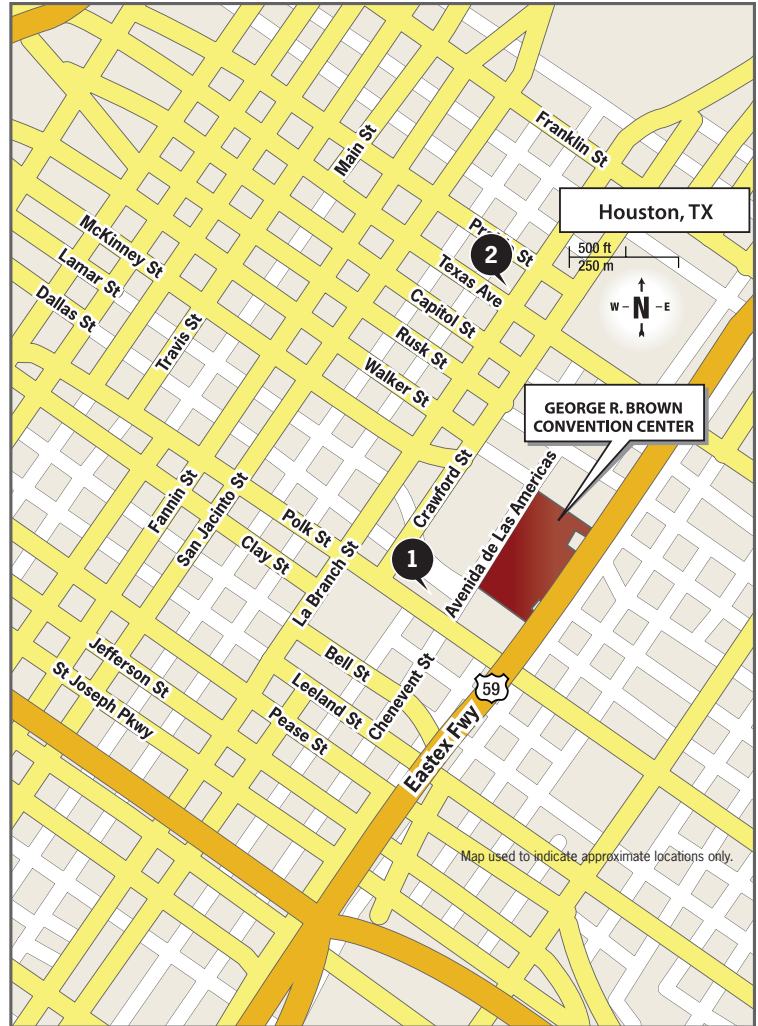 Franklin St
Main St
Houston, TX
500 ft
250 m
N
W
E
2
Texas Ave
McKinney St
Lamar St
Dallas St
Capitol St
Rusk St
Walker St
Travis St
GEORGE R. BROWN
CONVENTION CENTER
Crawford St
Avenida de Las Americas
Fannin St
San Jacinto St
Polk St
Clay St
La Branch St
1
Bell St
Leeland St
Pease St
Chenevent St
Jefferson St
St Joseph Pkwy
59
Eastex Fwy
Map used to indicate approximate locations only.